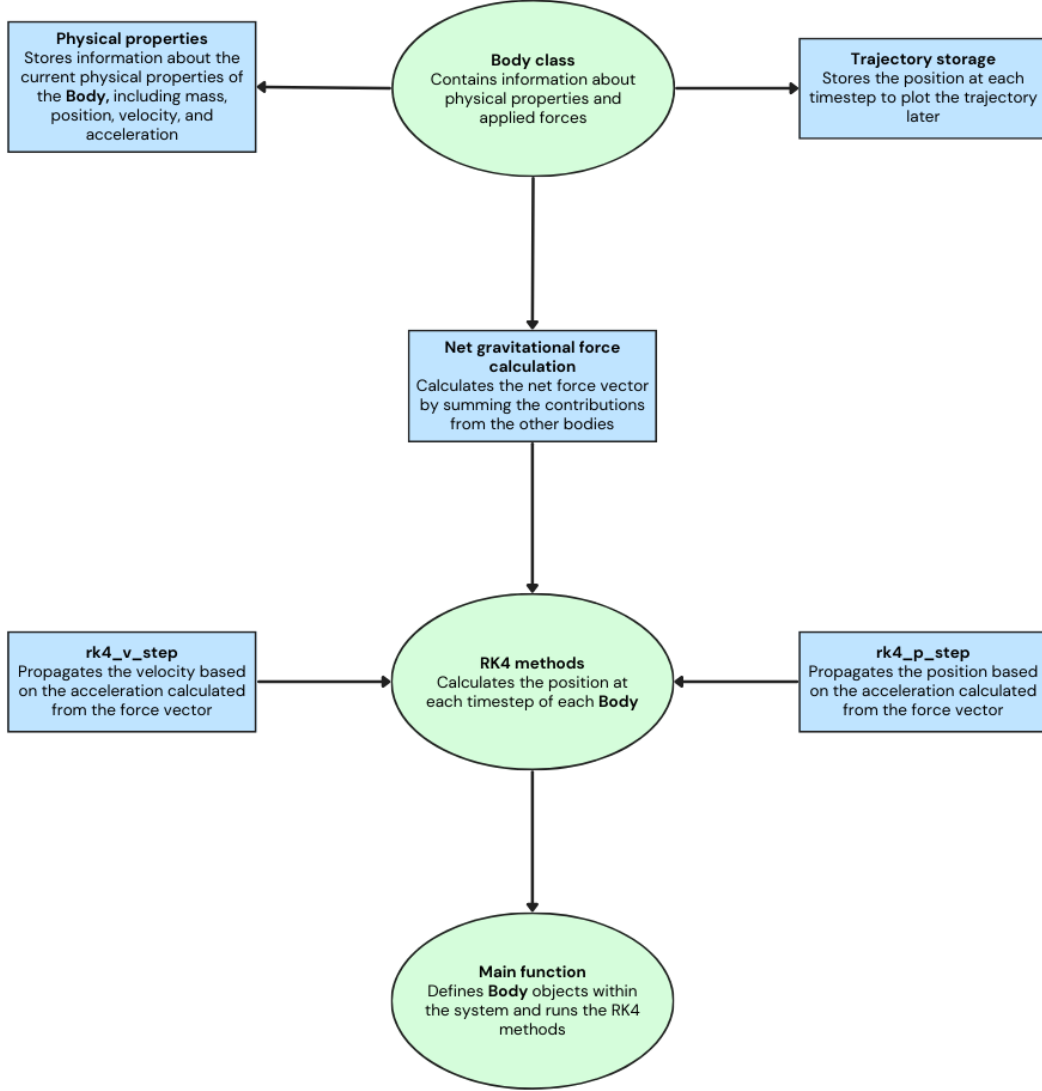 Physical properties
Stores information about the
current physical properties of
the Body, including mass,
position, velocity, and
acceleration
Body class
Contains information about
physical properties and
applied forces
Trajectory storage
Stores the position at each
timestep to plot the trajectory
later
Net gravitational force
calculation
Calculates the net force vector
by summing the contributions
from the other bodies
rk4_v_step
Propagates the velocity based
on the acceleration calculated
from the force vector
RK4 methods
Calculates the position at
each timestep of each Body
rk4_p_step
Propagates the position based
on the acceleration calculated
from the force vector
Main function
Defines Body objects within
the system and runs the RK4
methods